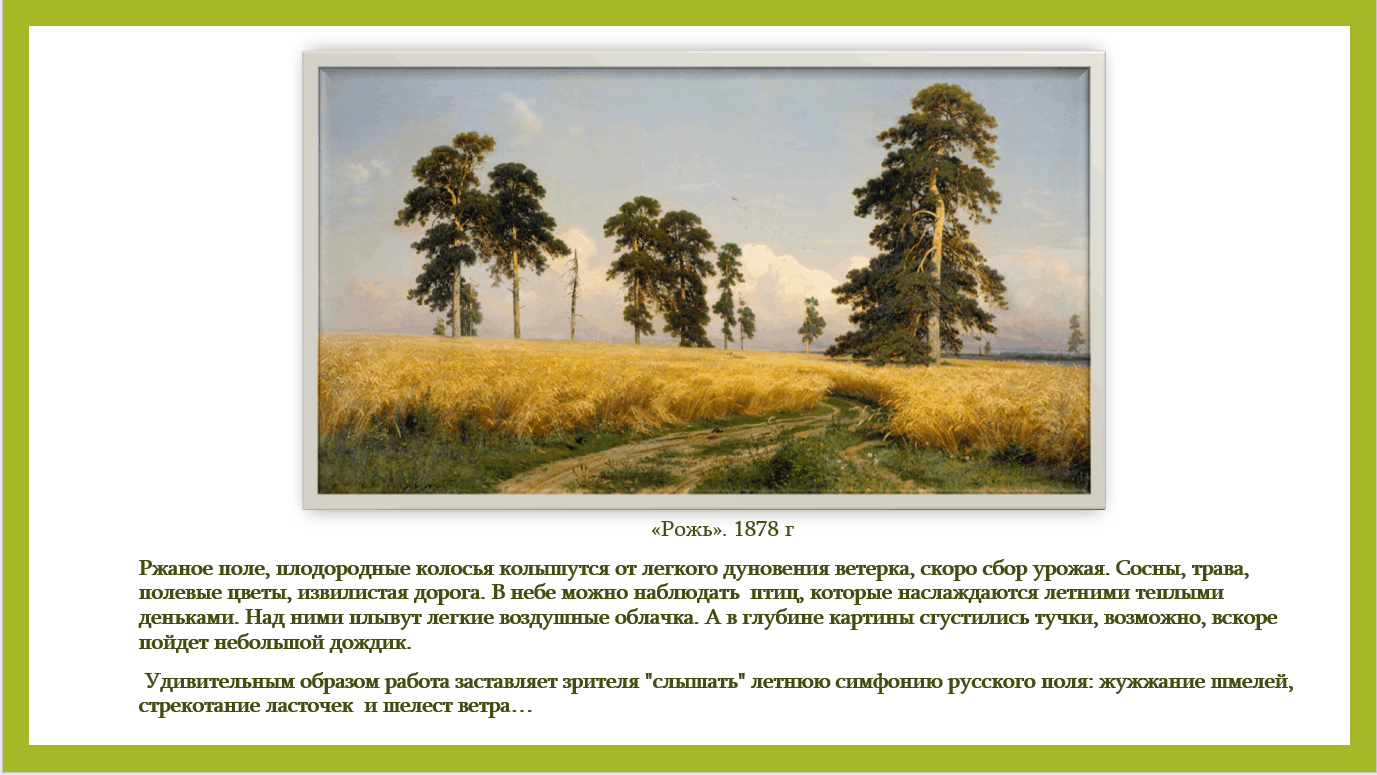 «Рожь». 1878 г
Ржаное поле, плодородные колосья колышутся от легкого дуновения ветерка, скоро сбор урожая. Сосны, трава,
полевые цветы, извилистая дорога. В небе можно наблюдать  птиц, которые наслаждаются летними теплыми
деньками. Над ними плывут легкие воздушные облачка. А в глубине картины сгустились тучки, возможно, вскоре
пойдет небольшой дождик.
Удивительным образом работа заставляет зрителя "слышать" летнюю симфонию русского поля: жужжание шмелей,
стрекотание ласточек  и шелест ветра…